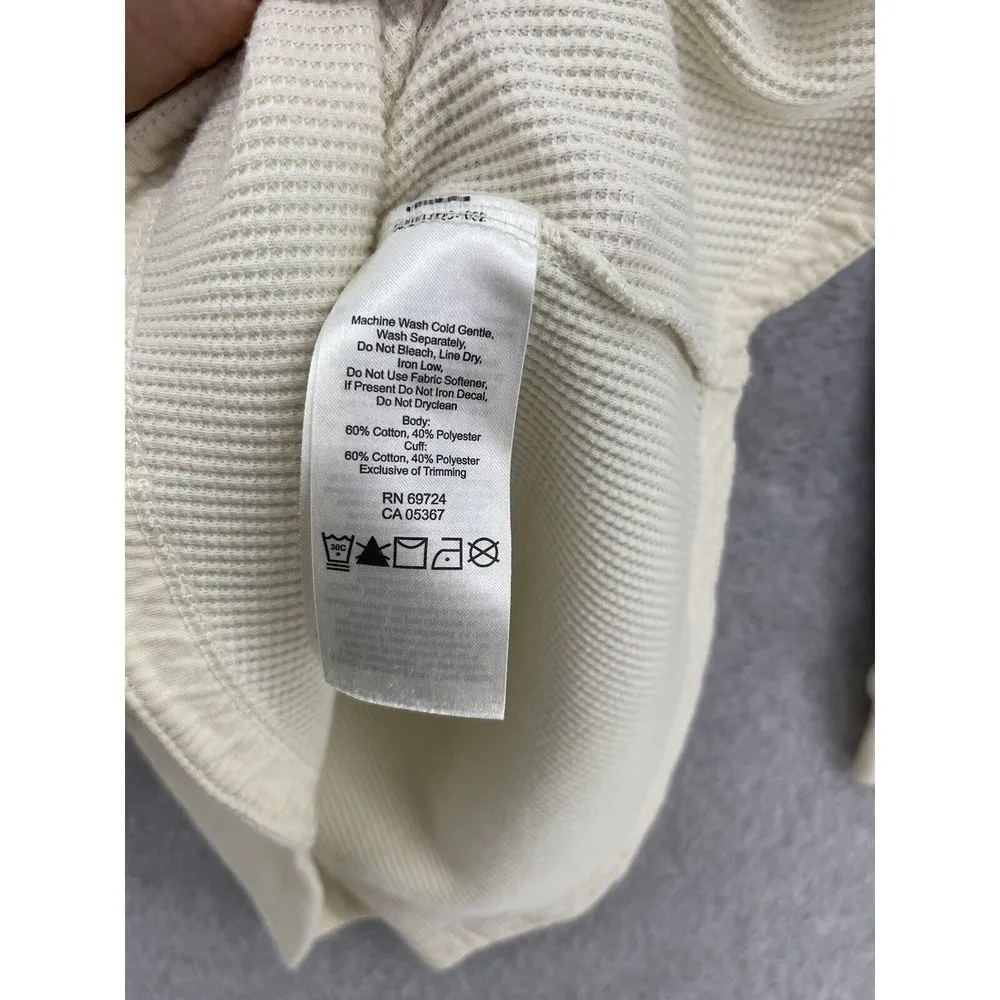 Machine Wash Cold Gentle,
Wash Separately,
Do Not Bleach, Line Dry,
Iron Low,
Do Not Use Fabric Softener,
If Present Do Not Iron Decal,
Do Not Dryclean
Body:
60% Cotton, 40% Polyester
Cuff:
60% Cotton, 40% Polyester
Exclusive of Trimming
RN 69724
CA 05367
30C